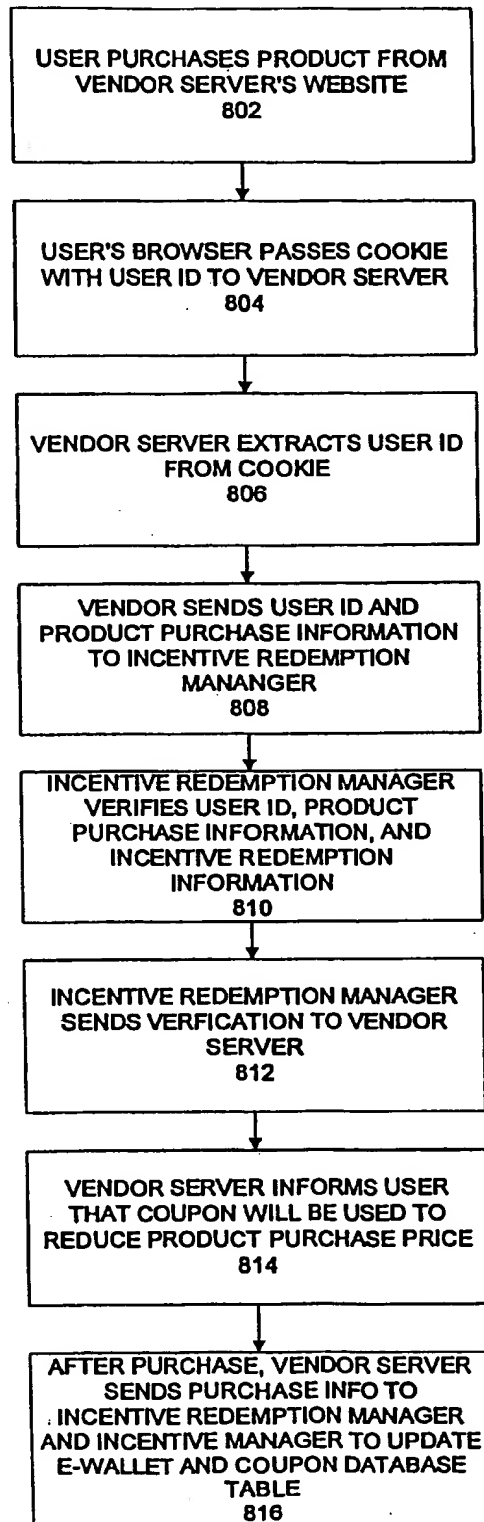 USER PURCHASES PRODUCT FROM
VENDOR SERVER'S WEBSITE
802
USER'S BROWSER PASSES COOKIE
WITH USER ID TO VENDOR SERVER
804
VENDOR SERVER EXTRACTS USER ID
FROM COOKIE
806
VENDOR SENDS USER ID AND
PRODUCT PURCHASE INFORMATION
TO INCENTIVE REDEMPTION
MANANGER
808
INCENTIVE REDEMPTION MANAGER
VERIFIES USER ID, PRODUCT
PURCHASE INFORMATION, AND
INCENTIVE REDEMPTION
INFORMATION
810
INCENTIVE REDEMPTION MANAGER
SENDS VERFICATION TO VENDOR
SERVER
812
VENDOR SERVER INFORMS USER
THAT COUPON WILL BE USED TO
REDUCE PRODUCT PURCHASE PRICE
814
AFTER PURCHASE, VENDOR SERVER
SENDS PURCHASE INFO TO
INCENTIVE REDEMPTION MANAGER
AND INCENTIVE MANAGER TO UPDATE
E-WALLET AND COUPON DATABASE
TABLE
816